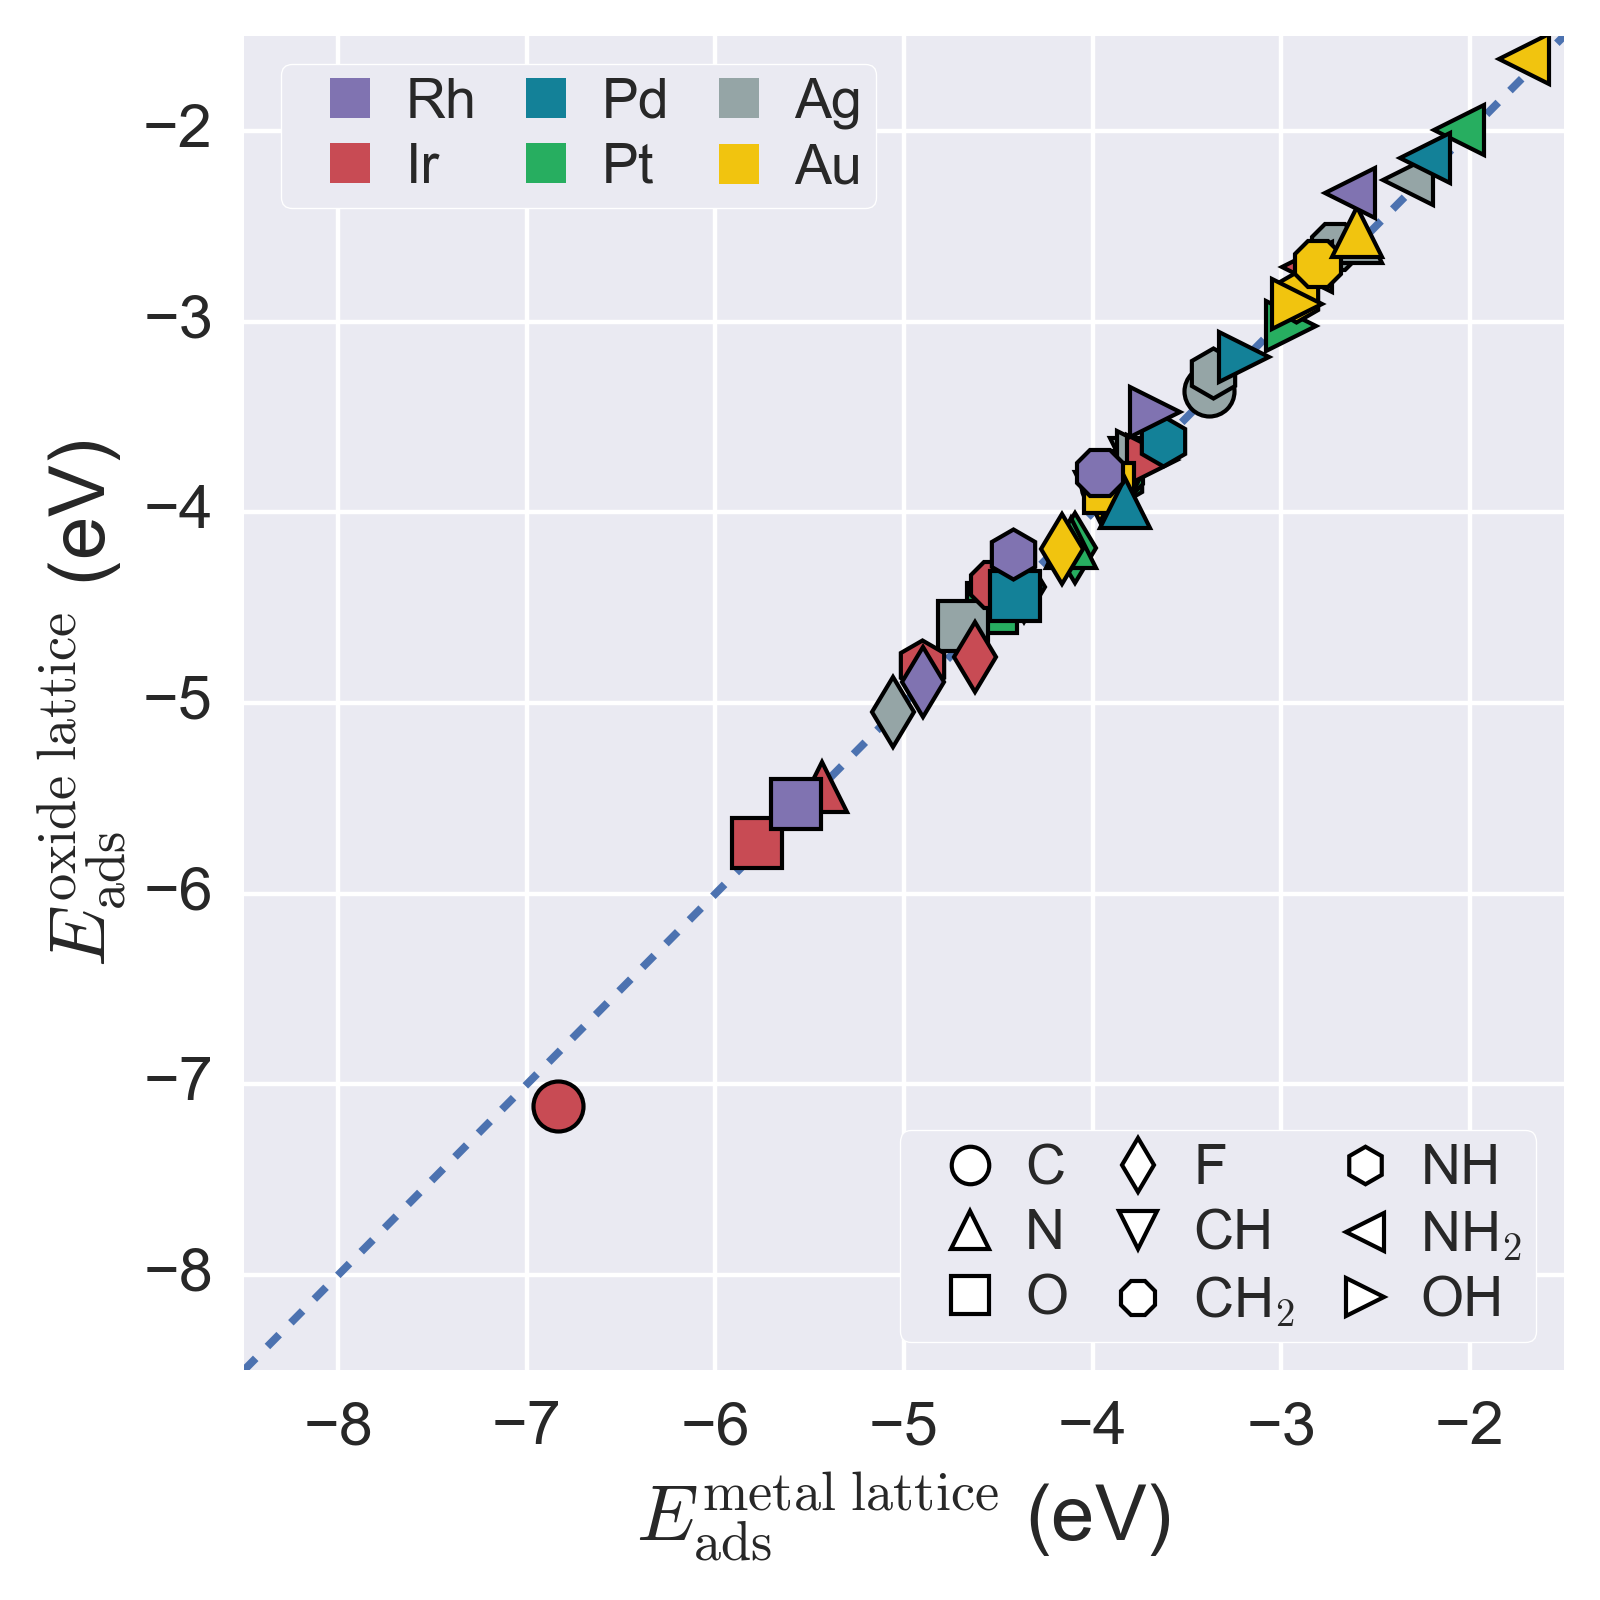 Rh Pd Ag
Ir Pt Au
−2
−3
−4
−5
−6
−7
−8
E_ads^oxide lattice (eV)
C F NH
N CH NH₂
O CH₂ OH
−8 −7 −6 −5 −4 −3 −2
E_ads^metal lattice (eV)